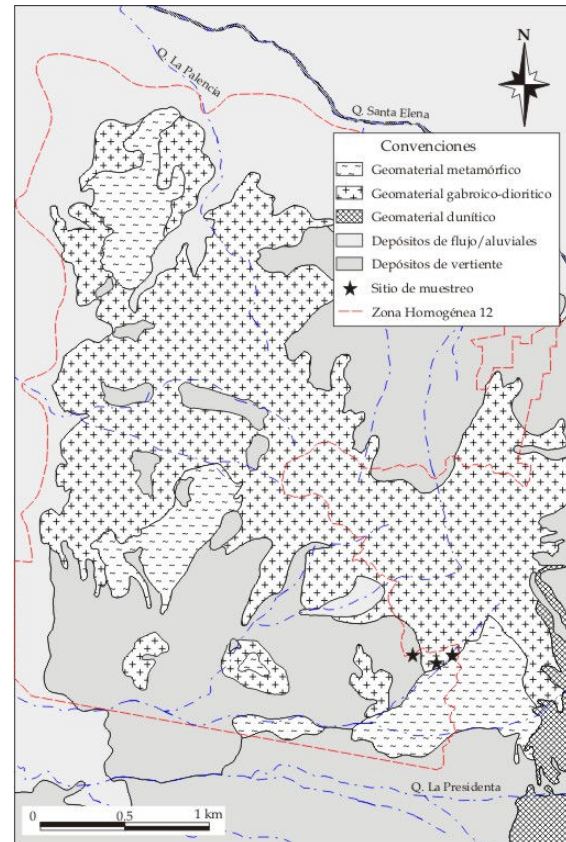 Q. La Palencia
N
Q. Santa Elena
Convenciones
Geomaterial metamórfico
Geomaterial gabroico-dioritico
Geomaterial dunítico
Depósitos de flujo/aluviales
Depósitos de vertiente
Sitio de muestreo
Zona Homogénea 12
Q. La Presidenta
0 0,5 1 km